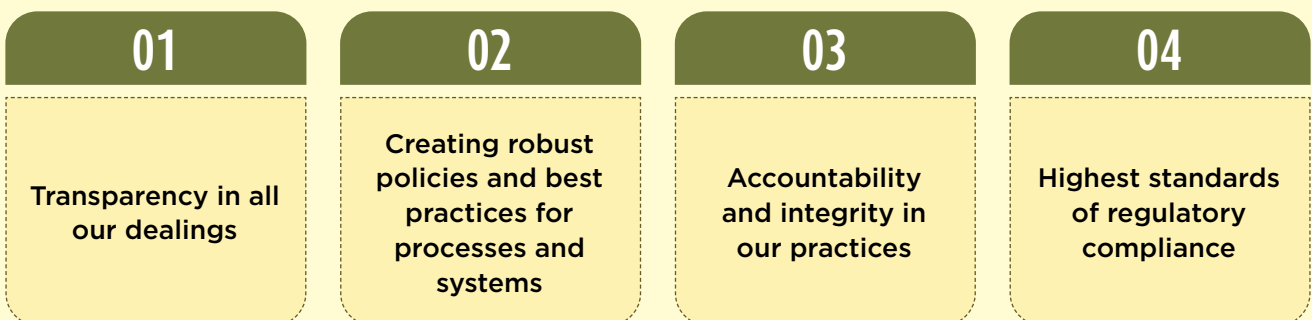 01
Transparency in all
our dealings
02
Creating robust
policies and best
practices for
processes and
systems
03
Accountability
and integrity in
our practices
04
Highest standards
of regulatory
compliance